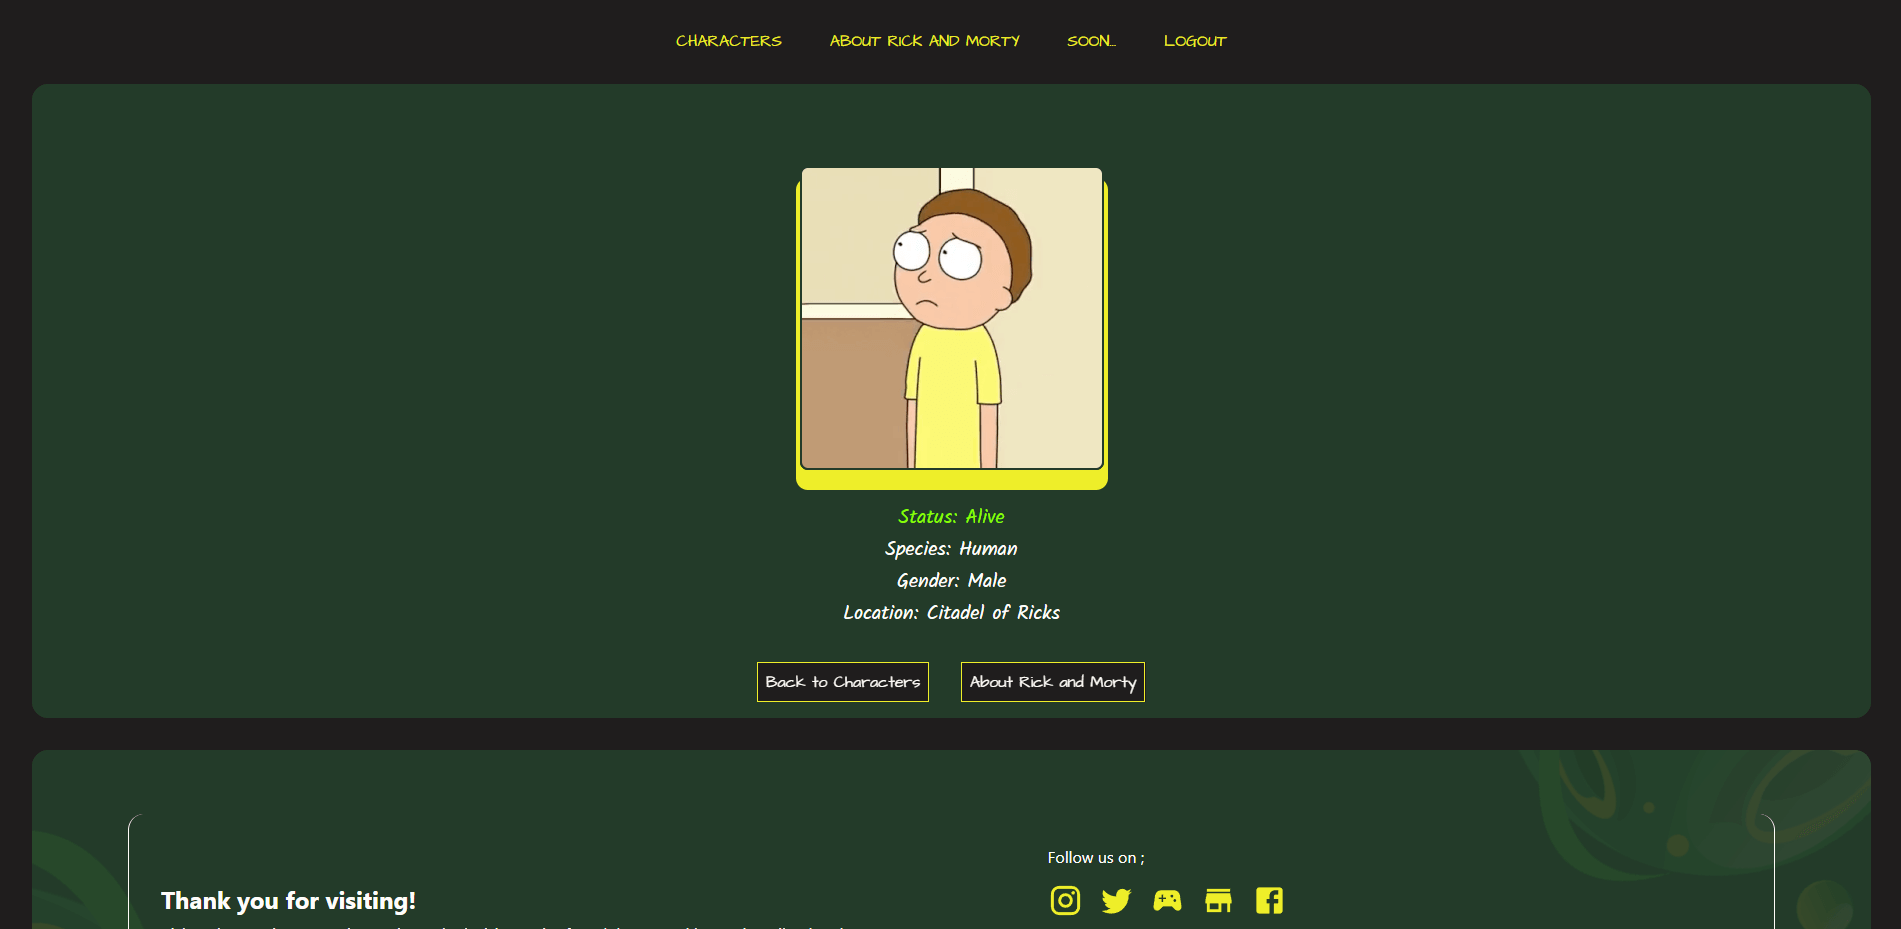 CHARACTERS ABOUT RICK AND MORTY SOON... LOGOUT
Status: Alive
Species: Human
Gender: Male
Location: Citadel of Ricks
Back to Characters About Rick and Morty
Follow us on ;
Thank you for visiting!